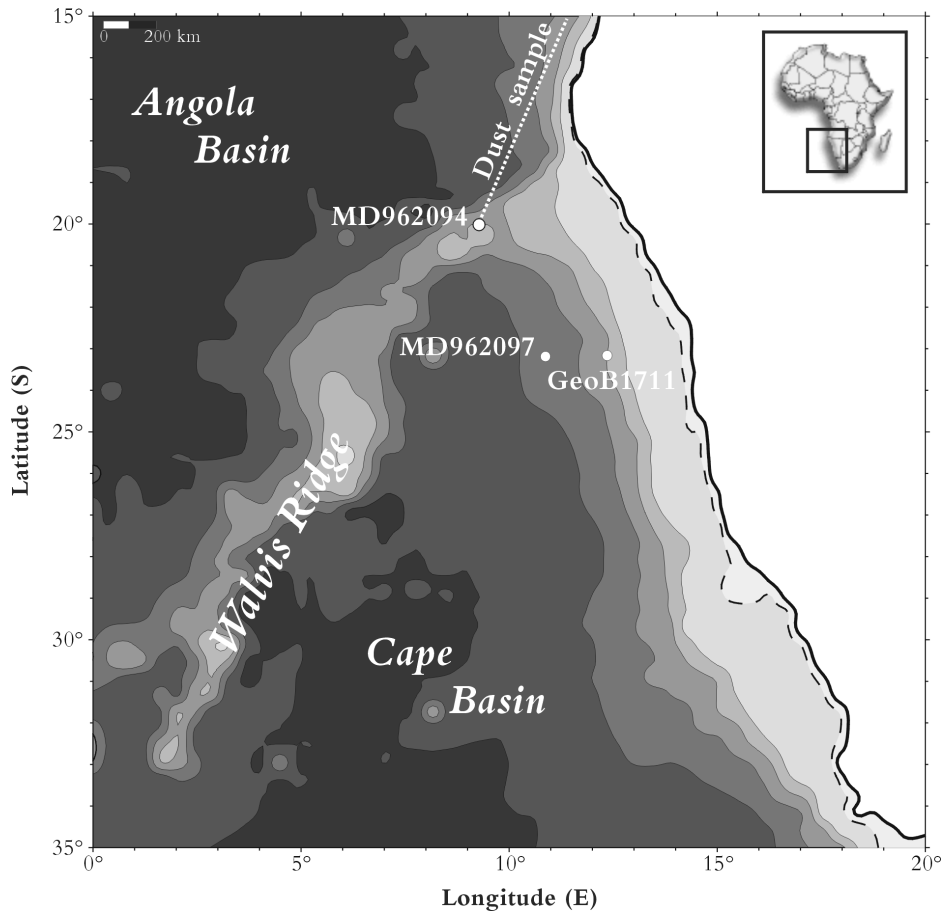 15°
0 200 km
Angola
Basin
Dust sample
MD962094
20°
MD962097
GeoB1711
Latitude (S)
25°
Walvis Ridge
30°
Cape
Basin
35°
0° 5° 10° 15° 20°
Longitude (E)